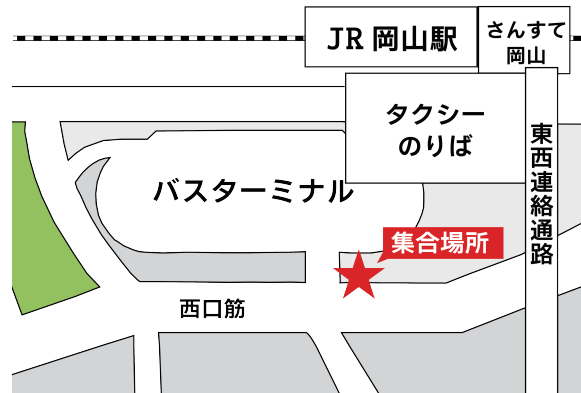 JR 岡山駅
さんすて
岡山
タクシー
のりば
東西連絡通路
バスターミナル
集合場所
西口筋